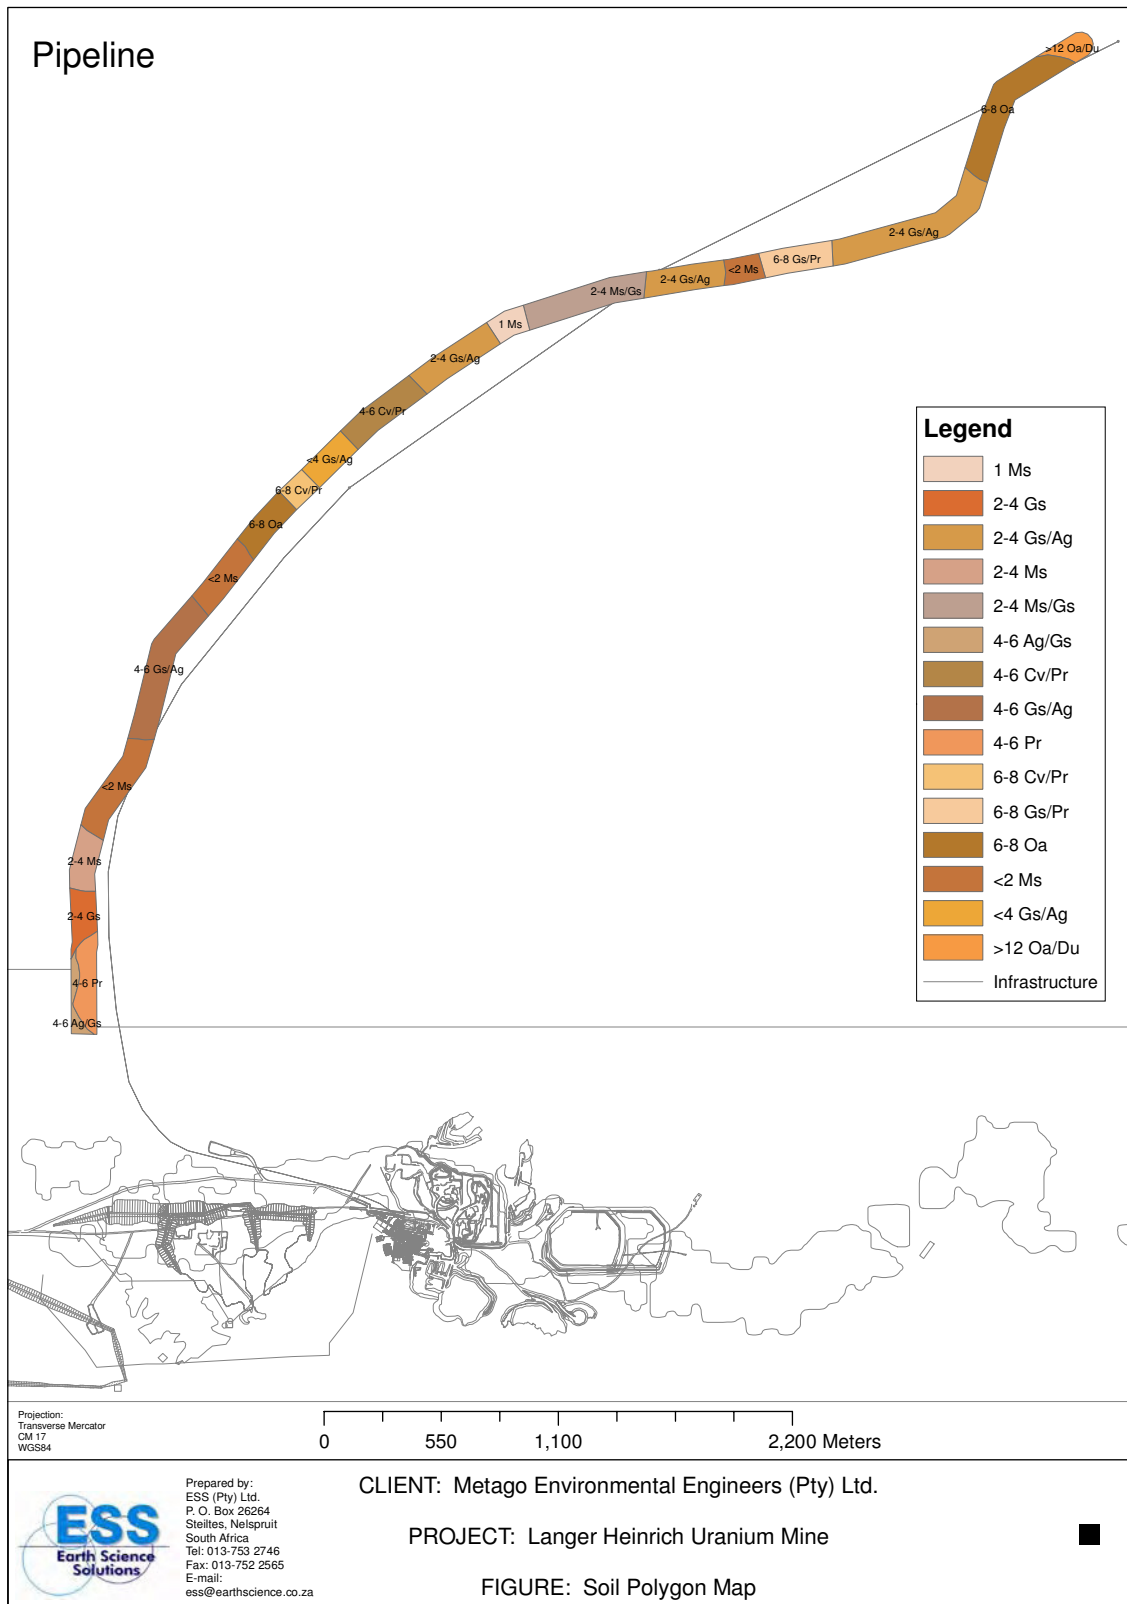 Pipeline
>12 Oa/Du
6-8 Oa
2-4 Gs/Ag
6-8 Gs/Pr
<2 Ms
2-4 Gs/Ag
2-4 Ms/Gs
1 Ms
2-4 Gs/Ag
4-6 Cv/Pr
<4 Gs/Ag
6-8 Cv/Pr
6-8 Oa
<2 Ms
4-6 Gs/Ag
<2 Ms
2-4 Ms
2-4 Gs
4-6 Pr
4-6 Ag/Gs
Legend
1 Ms
2-4 Gs
2-4 Gs/Ag
2-4 Ms
2-4 Ms/Gs
4-6 Ag/Gs
4-6 Cv/Pr
4-6 Gs/Ag
4-6 Pr
6-8 Cv/Pr
6-8 Gs/Pr
6-8 Oa
<2 Ms
<4 Gs/Ag
>12 Oa/Du
Infrastructure
Projection:
Transverse Mercator
CM 17
WGS84
0 550 1,100 2,200 Meters
ESS
Earth Science
Solutions
Prepared by:
ESS (Pty) Ltd.
P. O. Box 26264
Steiltes, Nelspruit
South Africa
Tel: 013-753 2746
Fax: 013-752 2565
E-mail:
ess@earthscience.co.za
CLIENT: Metago Environmental Engineers (Pty) Ltd.
PROJECT: Langer Heinrich Uranium Mine
FIGURE: Soil Polygon Map